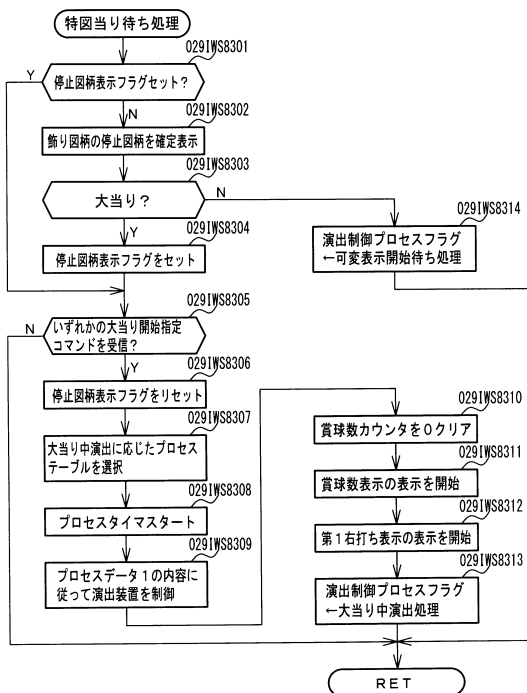 特図当り待ち処理
029IWS8301
停止図柄表示フラグセット？
Y
N
029IWS8302
飾り図柄の停止図柄を確定表示
029IWS8303
大当り？
N
Y
029IWS8304
停止図柄表示フラグをセット
029IWS8314
演出制御プロセスフラグ
←可変表示開始待ち処理
029IWS8305
いずれかの大当り開始指定
コマンドを受信？
N
Y
029IWS8306
停止図柄表示フラグをリセット
029IWS8307
大当り中演出に応じたプロセス
テーブルを選択
029IWS8308
プロセスタイマスタート
029IWS8309
プロセスデータ１の内容に
従って演出装置を制御
029IWS8310
賞球数カウンタを０クリア
029IWS8311
賞球数表示の表示を開始
029IWS8312
第１右打ち表示の表示を開始
029IWS8313
演出制御プロセスフラグ
←大当り中演出処理
RET